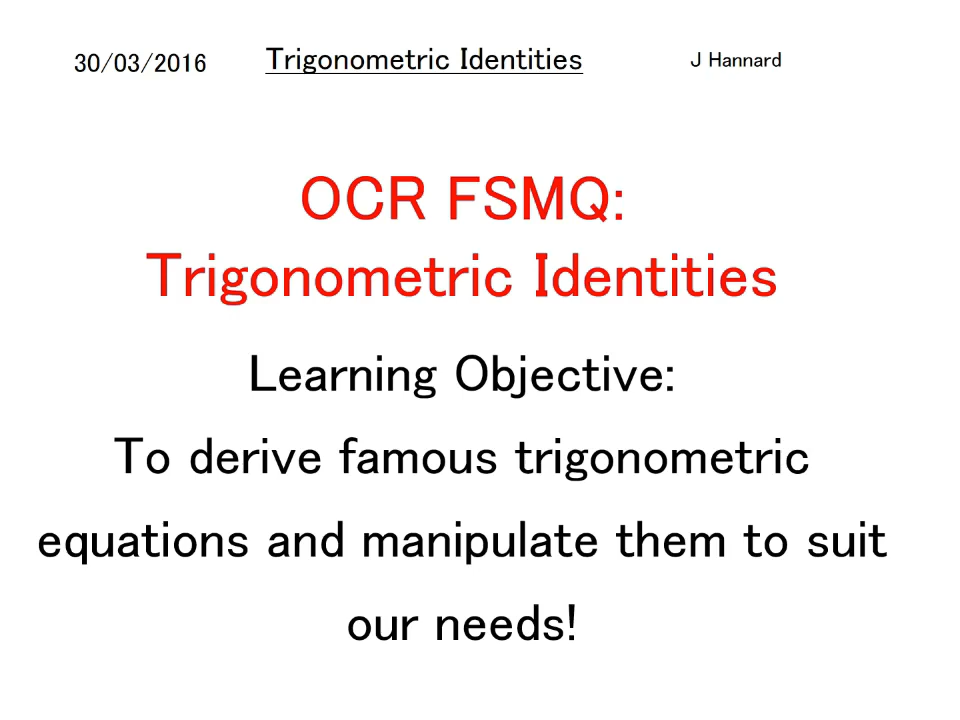 30/03/2016 Trigonometric Identities J Hannard
OCR FSMQ:
Trigonometric Identities
Learning Objective:
To derive famous trigonometric
equations and manipulate them to suit
our needs!